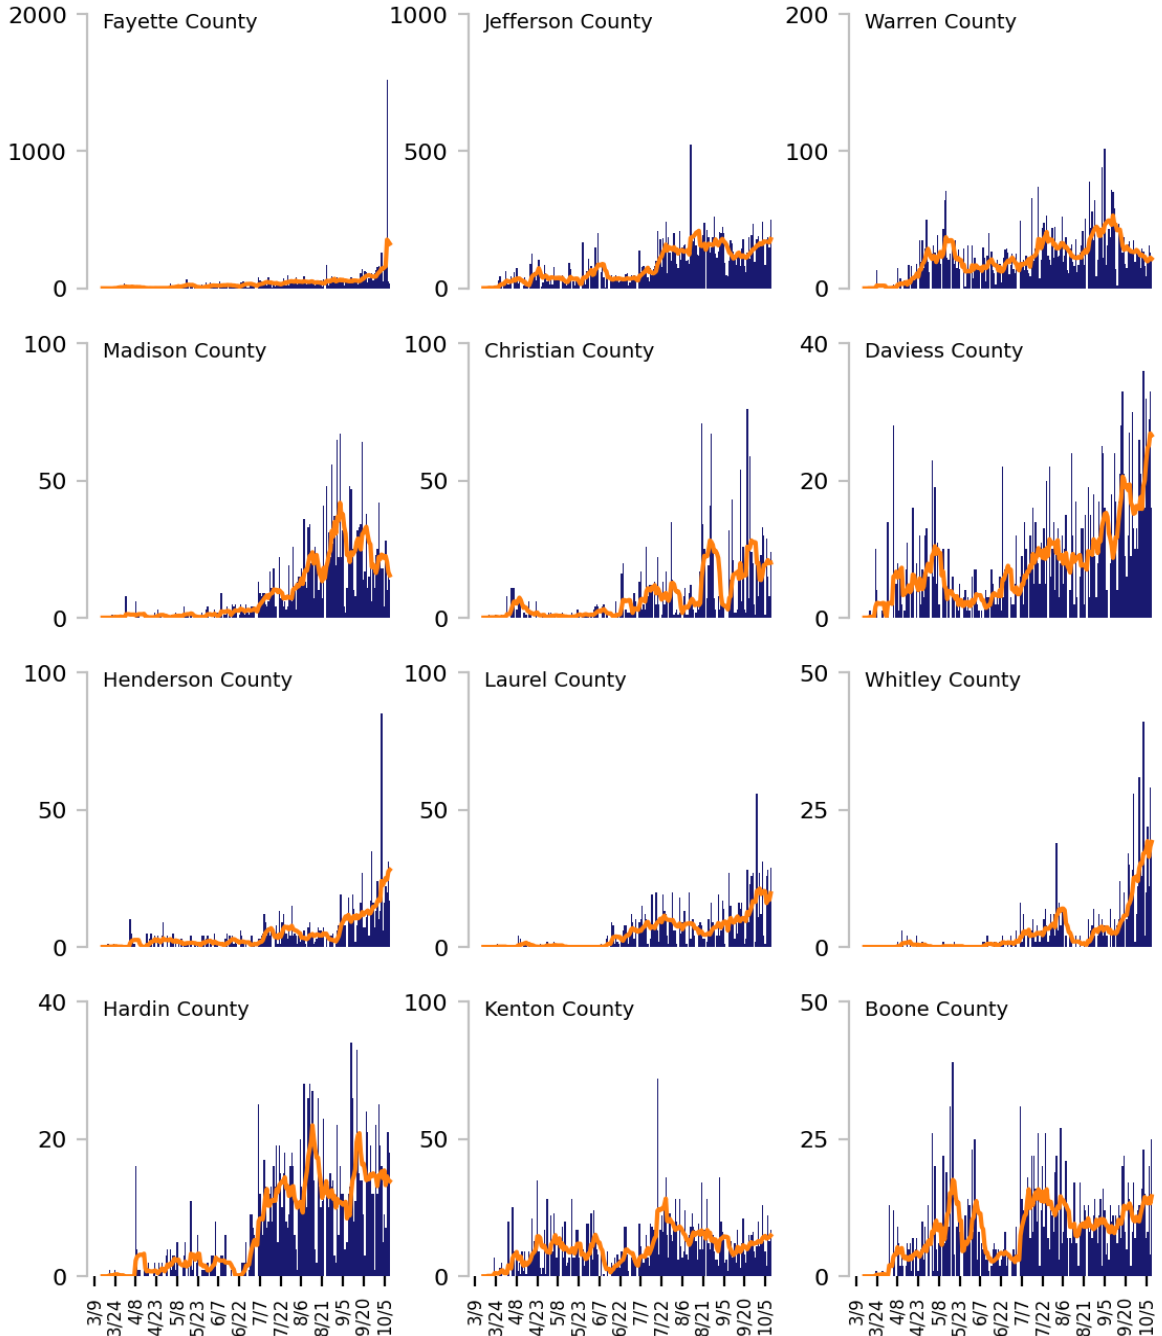 2000 Fayette County 1000 Jefferson County 200 Warren County
1000 500 100
0 0 0
100 Madison County 100 Christian County 40 Daviess County
50 50 20
0 0 0
100 Henderson County 100 Laurel County 50 Whitley County
50 50 25
0 0 0
40 Hardin County 100 Kenton County 50 Boone County
20 50 25
0 0 0
3/9 3/24 4/8 4/23 5/8 5/23 6/7 6/22 7/7 7/22 8/6 8/21 9/5 9/20 10/5 3/9 3/24 4/8 4/23 5/8 5/23 6/7 6/22 7/7 7/22 8/6 8/21 9/5 9/20 10/5 3/9 3/24 4/8 4/23 5/8 5/23 6/7 6/22 7/7 7/22 8/6 8/21 9/5 9/20 10/5